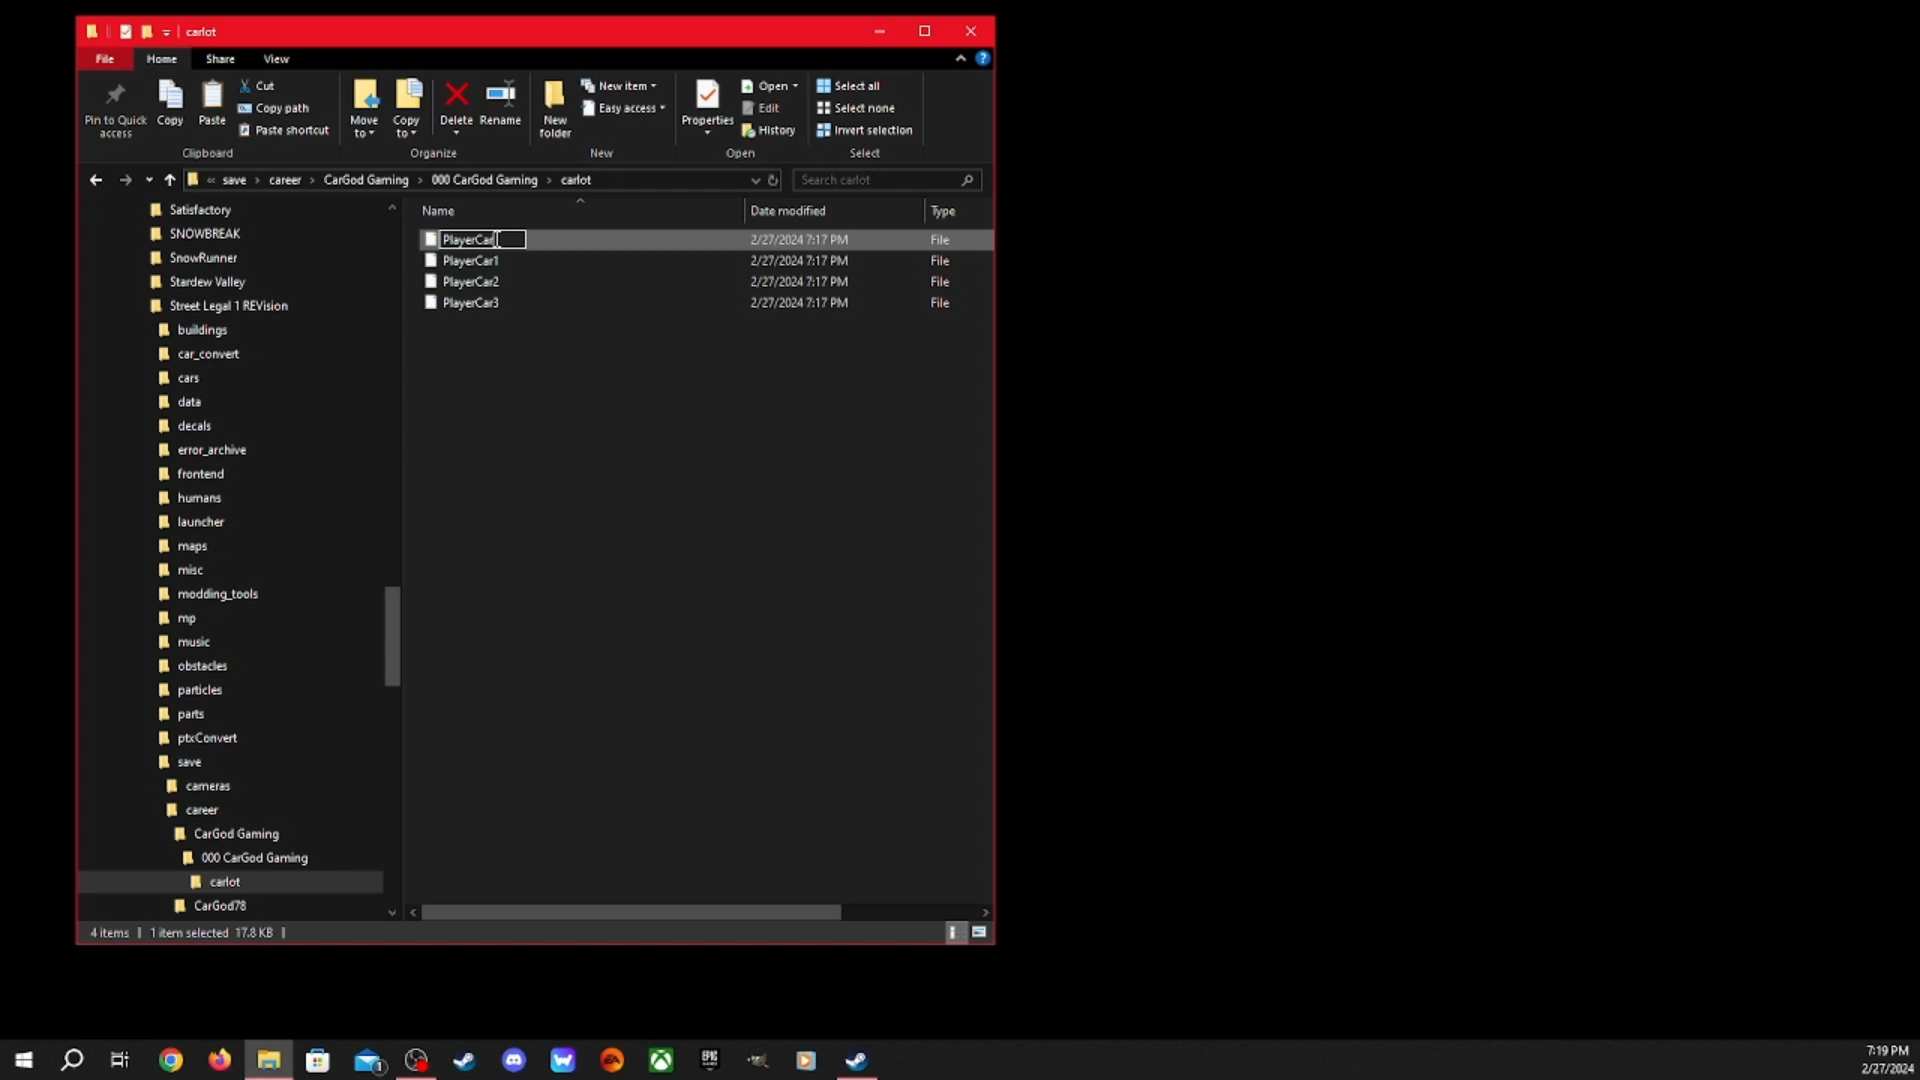 carlot
File Home Share View
Pin to Quick access
Copy
Paste
Cut
Copy path
Paste shortcut
Clipboard
Move to
Copy to
Delete
Rename
Organize
New folder
New item
Easy access
New
Properties
Open
Edit
History
Open
Select all
Select none
Invert selection
Select
« save › career › CarGod Gaming › 000 CarGod Gaming › carlot
Search carlot
Name Date modified Type
PlayerCar 2/27/2024 7:17 PM File
PlayerCar1 2/27/2024 7:17 PM File
PlayerCar2 2/27/2024 7:17 PM File
PlayerCar3 2/27/2024 7:17 PM File
Satisfactory
SNOWBREAK
SnowRunner
Stardew Valley
Street Legal 1 REVision
buildings
car_convert
cars
data
decals
error_archive
frontend
humans
launcher
maps
misc
modding_tools
mp
music
obstacles
particles
parts
ptxConvert
save
cameras
career
CarGod Gaming
000 CarGod Gaming
carlot
CarGod78
4 items | 1 item selected 17.8 KB |
1
EA
EPIC
7:19 PM
2/27/2024